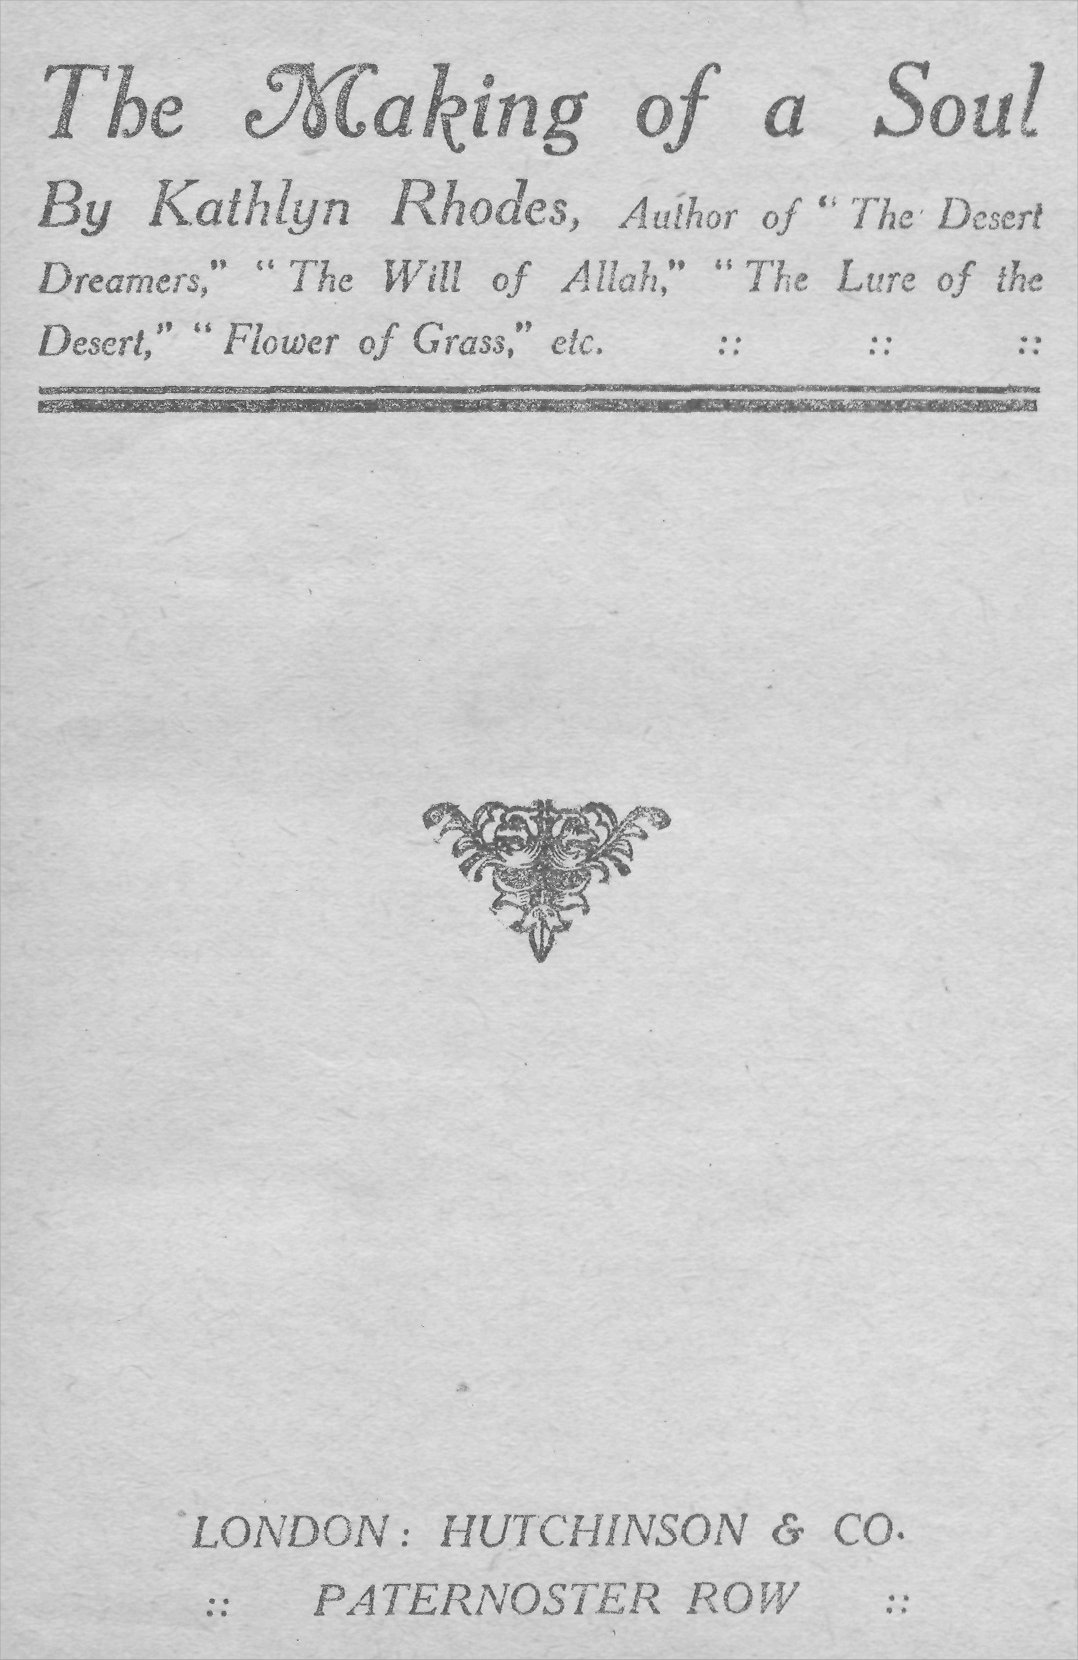 The Making of a Soul
By Kathlyn Rhodes, Author of “The Desert
Dreamers,” “The Will of Allah,” “The Lure of the
Desert,” “Flower of Grass,” etc. :: :: ::
LONDON: HUTCHINSON & CO.
:: PATERNOSTER ROW ::